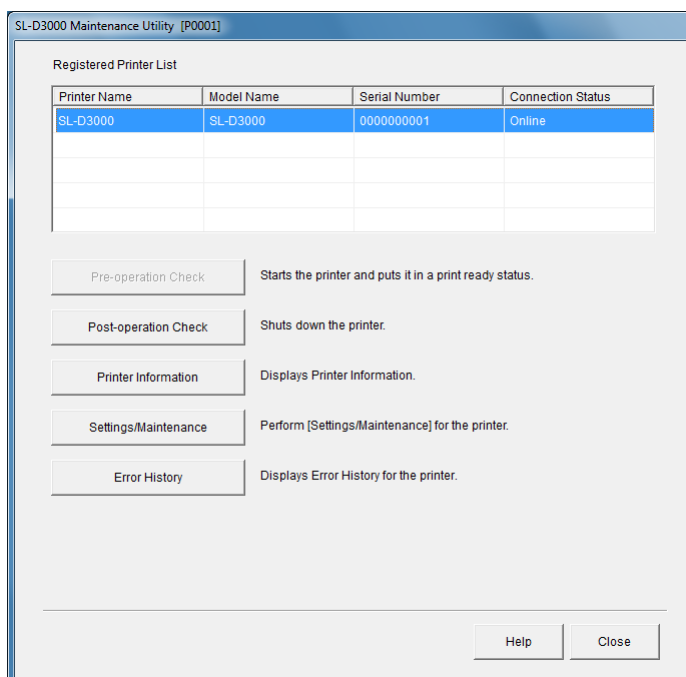 SL-D3000 Maintenance Utility [P0001]
Registered Printer List
Printer Name Model Name Serial Number Connection Status
SL-D3000 SL-D3000 0000000001 Online
Pre-operation Check Starts the printer and puts it in a print ready status.
Post-operation Check Shuts down the printer.
Printer Information Displays Printer Information.
Settings/Maintenance Perform [Settings/Maintenance] for the printer.
Error History Displays Error History for the printer.
Help Close